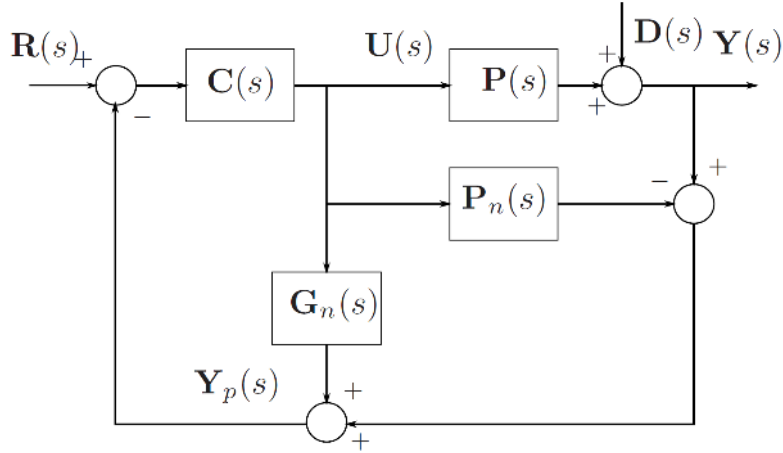 R(s) + − C(s) U(s) P(s) + + D(s) Y(s)
P_n(s) − +
G_n(s)
Y_p(s) + +